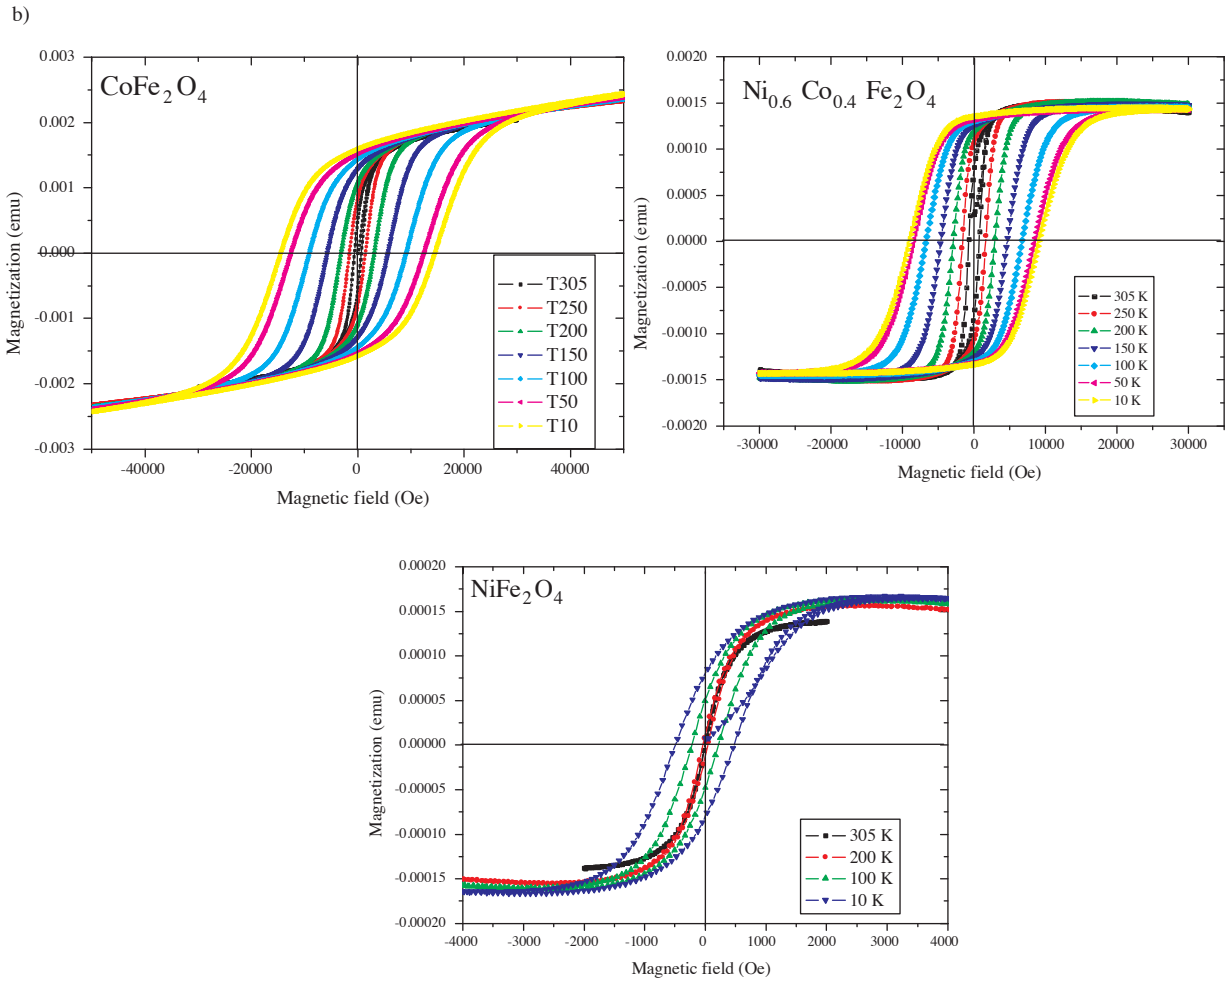 b)
CoFe2O4
0.003
0.002
0.001
0.000
-0.001
-0.002
-0.003
Magnetization (emu)
-40000 -20000 0 20000 40000
Magnetic field (Oe)
T305
T250
T200
T150
T100
T50
T10
Ni0.6 Co0.4 Fe2O4
0.0020
0.0015
0.0010
0.0005
0.0000
-0.0005
-0.0010
-0.0015
-0.0020
Magnetization (emu)
-30000 -20000 -10000 0 10000 20000 30000
Magnetic field (Oe)
305 K
250 K
200 K
150 K
100 K
50 K
10 K
NiFe2O4
0.00020
0.00015
0.00010
0.00005
0.00000
-0.00005
-0.00010
-0.00015
-0.00020
Magnetization (emu)
-4000 -3000 -2000 -1000 0 1000 2000 3000 4000
Magnetic field (Oe)
305 K
200 K
100 K
10 K